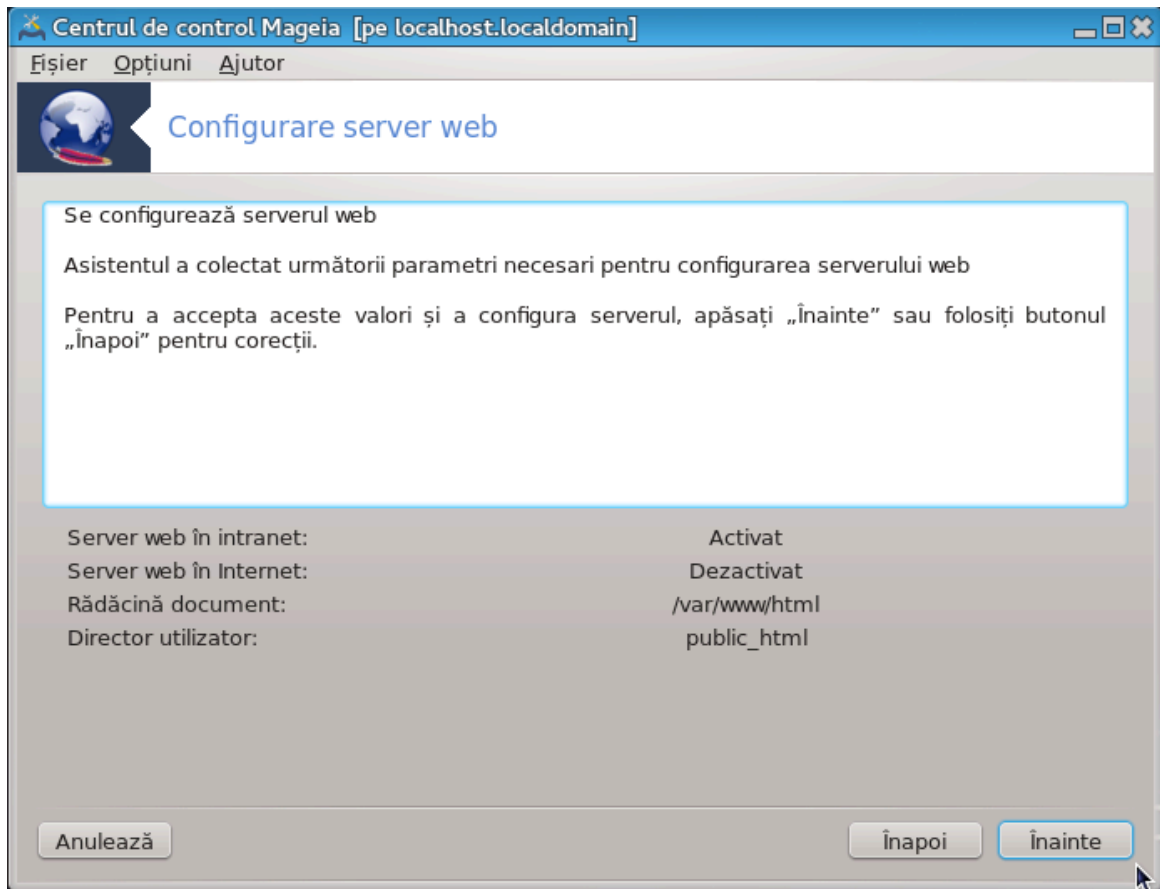 Centrul de control Mageia [pe localhost.localdomain]
Fișier Opțiuni Ajutor
Configurare server web
Se configurează serverul web
Asistentul a colectat următorii parametri necesari pentru configurarea serverului web
Pentru a accepta aceste valori și a configura serverul, apăsați „Înainte” sau folosiți butonul
„Înapoi” pentru corecții.
Server web în intranet: Activat
Server web în Internet: Dezactivat
Rădăcină document: /var/www/html
Director utilizator: public_html
Anulează Înapoi Înainte